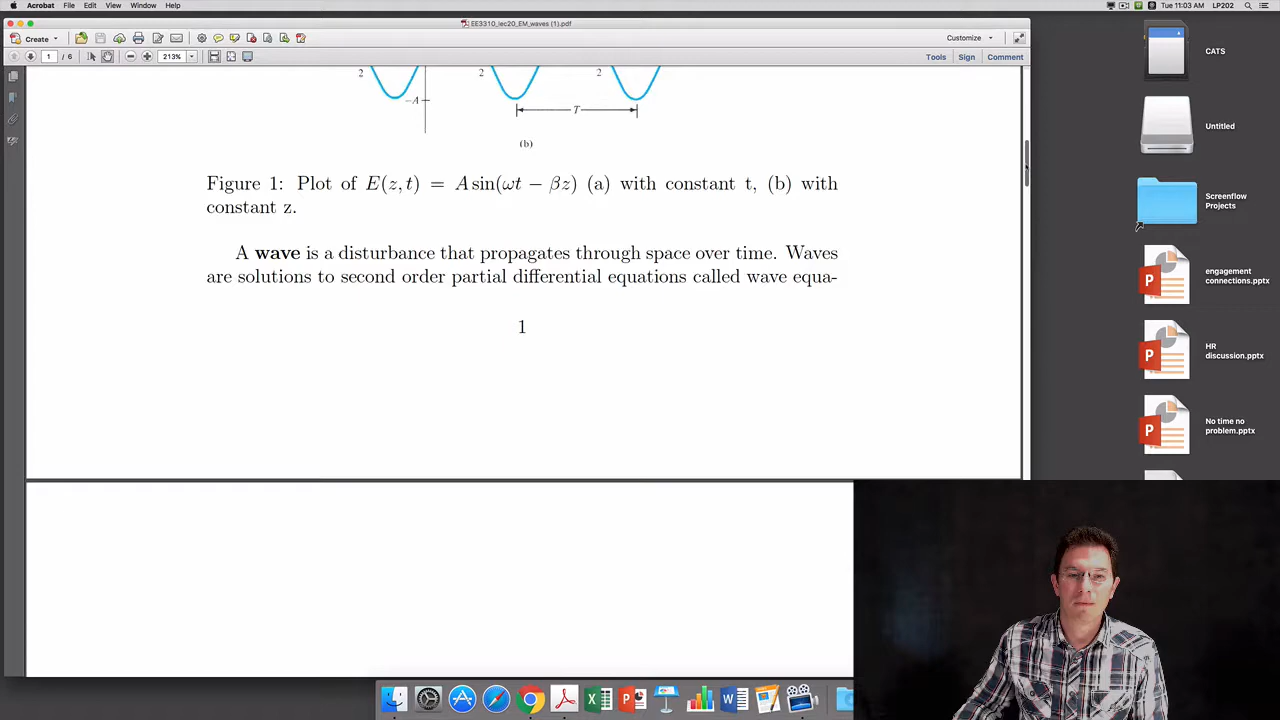 Acrobat File Edit View Window Help
Tue 11:03 AM LP202
EE3310_lec20_EM_waves (1).pdf
Create
Customize
1 / 6
213%
Tools Sign Comment
2 2 2
−A
T
(b)
Figure 1: Plot of E(z, t) = A sin(ωt − βz) (a) with constant t, (b) with
constant z.
A wave is a disturbance that propagates through space over time. Waves
are solutions to second order partial differential equations called wave equa-
1
CATS
Untitled
Screenflow
Projects
engagement
connections.pptx
HR
discussion.pptx
No time no
problem.pptx
P
P
P
P
W